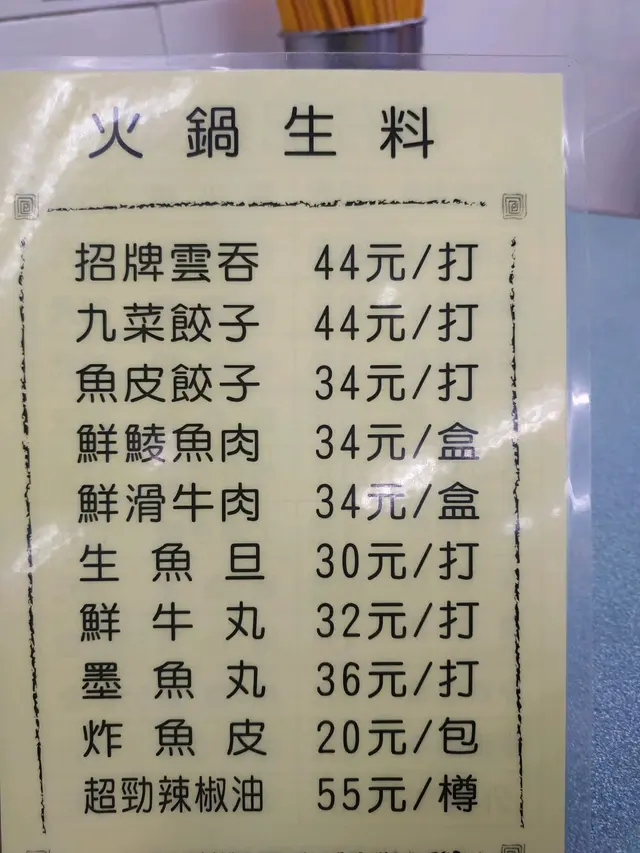 火鍋生料
招牌雲吞 44元/打
九菜餃子 44元/打
魚皮餃子 34元/打
鮮鯪魚肉 34元/盒
鮮滑牛肉 34元/盒
生魚旦 30元/打
鮮牛丸 32元/打
墨魚丸 36元/打
炸魚皮 20元/包
超勁辣椒油 55元/樽